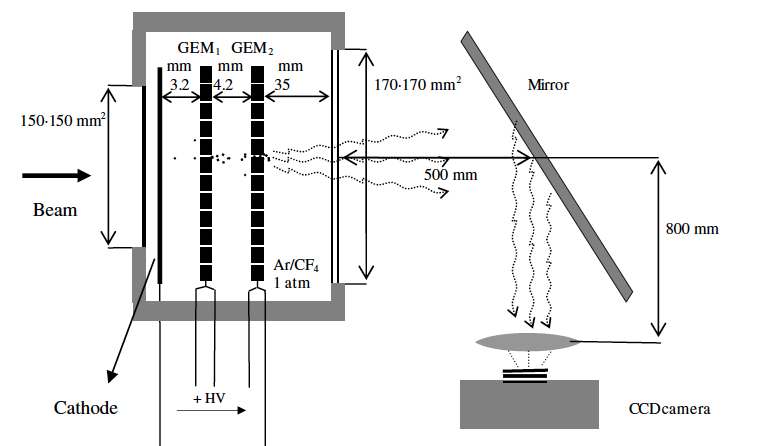 GEM₁ GEM₂
mm mm mm
3.2 4.2 35
170·170 mm²
Mirror
150·150 mm²
500 mm
Beam
800 mm
Ar/CF₄
1 atm
+ HV
Cathode
CCDcamera